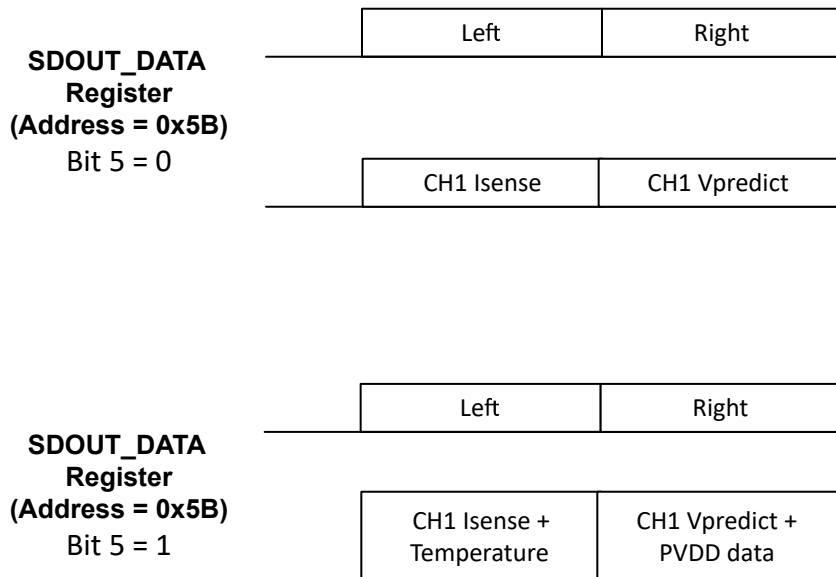 Left Right
SDOUT_DATA
Register
(Address = 0x5B)
Bit 5 = 0
CH1 Isense CH1 Vpredict
Left Right
SDOUT_DATA
Register
(Address = 0x5B)
Bit 5 = 1
CH1 Isense + CH1 Vpredict +
Temperature PVDD data